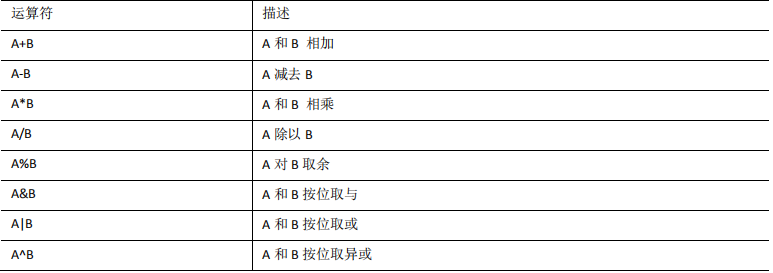 运算符 描述
A+B A 和 B 相加
A-B A 减去 B
A*B A 和 B 相乘
A/B A 除以 B
A%B A 对 B 取余
A&B A 和 B 按位取与
A|B A 和 B 按位取或
A^B A 和 B 按位取异或